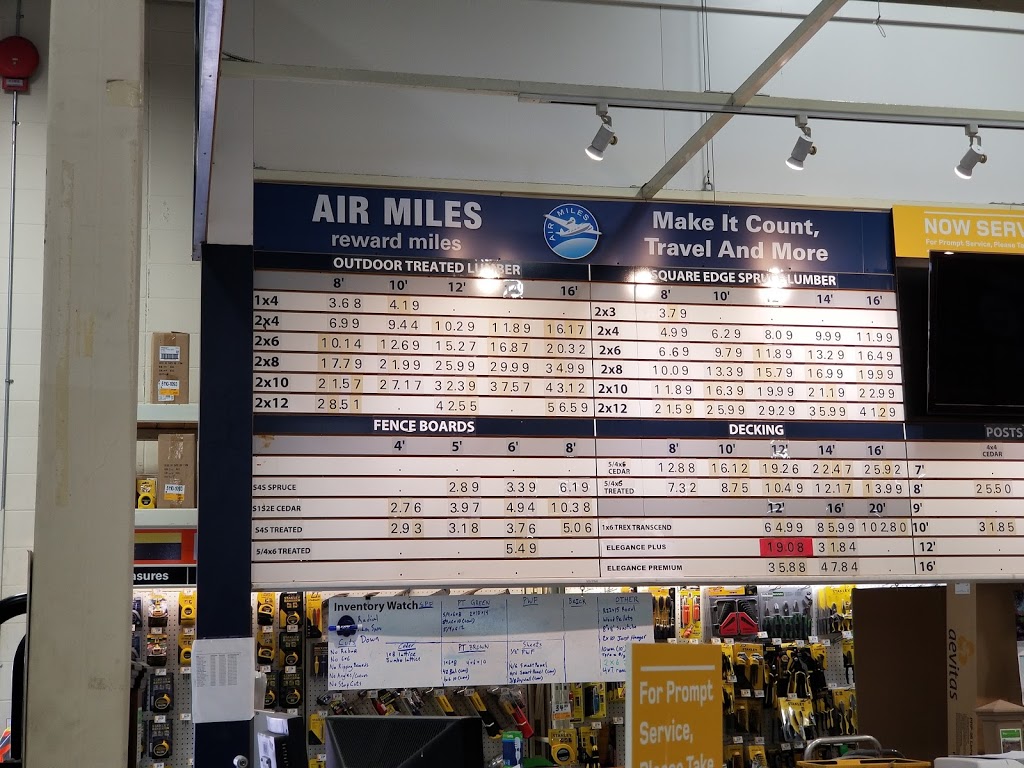 AIR MILES
reward miles
AIR MILES
Make It Count,
Travel And More
NOW SERV
For Prompt Service, Please Ta
OUTDOOR TREATED LUMBER
8' 10' 12' 16'
1x4 3.68 4.19
2x4 6.99 9.44 10.29 11.89 16.17
2x6 10.14 12.69 15.27 16.87 20.32
2x8 17.79 21.99 25.99 29.99 34.99
2x10 21.57 27.17 32.39 37.57 43.12
2x12 28.51 . 42.55 . 56.59
SQUARE EDGE SPRUCE LUMBER
8' 10' 14' 16'
2x3 3.79
2x4 4.99 6.29 8.09 9.99 11.99
2x6 6.69 9.79 11.89 13.29 16.49
2x8 10.09 13.39 15.79 16.99 19.99
2x10 11.89 16.39 19.99 21.19 22.99
2x12 21.59 25.99 29.29 35.99 41.29
FENCE BOARDS
4' 5' 6' 8'
S4S SPRUCE . 2.89 3.39 6.19
S1S2E CEDAR 2.76 3.97 4.94 10.38
S4S TREATED 2.93 3.18 3.76 5.06
5/4x6 TREATED . . 5.49 .
DECKING
8' 10' 12' 14' 16'
5/4x6 CEDAR 12.88 16.12 19.26 22.47 25.92
5/4x6 TREATED 7.32 8.75 10.49 12.17 13.99
12' 16' 20'
1x6 TREX TRANSCEND 64.99 85.99 102.80
ELEGANCE PLUS 19.08 31.84 .
ELEGANCE PREMIUM 35.88 47.84 .
POSTS
4x4
CEDAR
7' .
8' 25.50
9' .
10' 31.85
12' .
16' .
asures
Inventory Watch
PT GREEN
PWF
BRICK
OTHER
Cedar
PT BROWN
Sheets
For Prompt
Service,
Please Take
aevitas